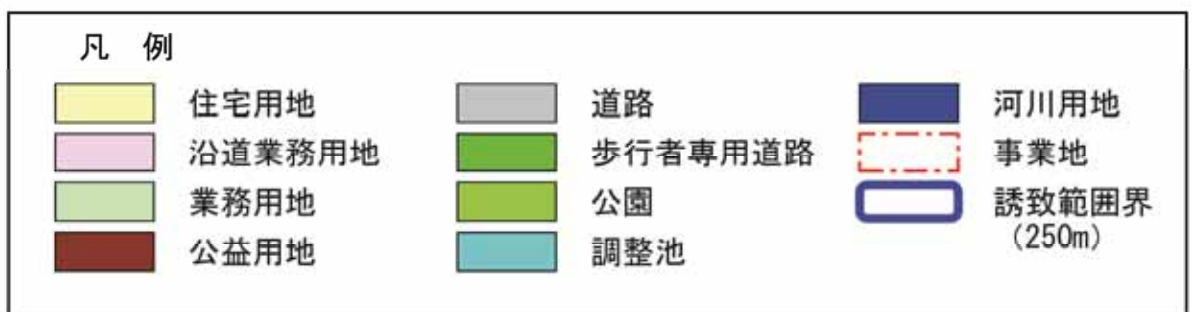 凡 例
住宅用地
沿道業務用地
業務用地
公益用地
道路
歩行者専用道路
公園
調整池
河川用地
事業地
誘致範囲界
(250m)